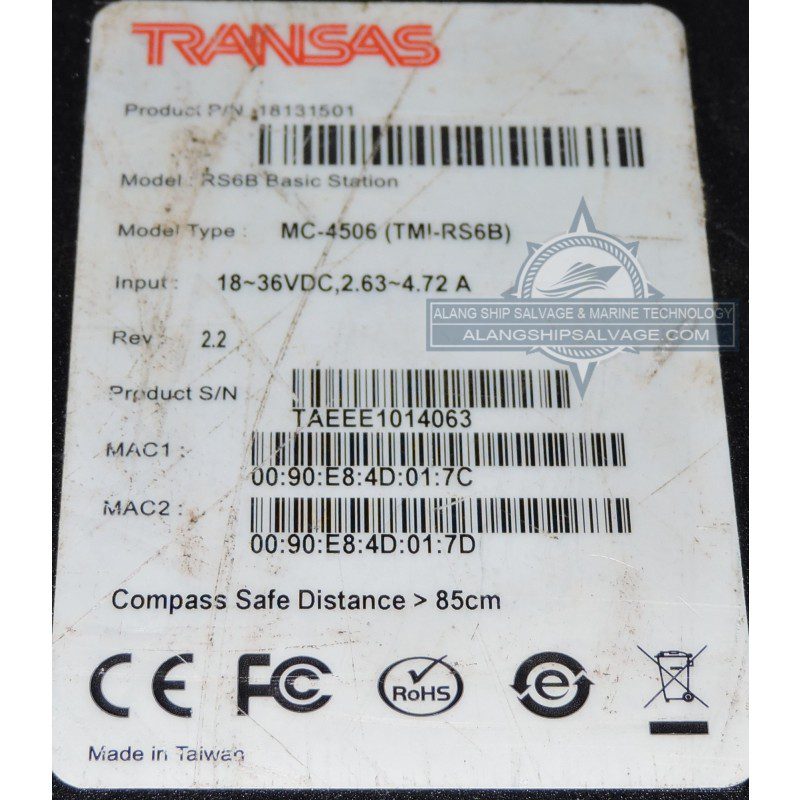 TRANSAS
Product P/N : 18131501
Model : RS6B Basic Station
Model Type : MC-4506 (TMI-RS6B)
ALANG SHIP SALVAGE & MARINE TECHNOLOGY
ALANGSHIPSALVAGE.COM
Input : 18~36VDC,2.63~4.72 A
Rev : 2.2
Product S/N
TAEEE1014063
MAC1 :
00:90:E8:4D:01:7C
MAC2 :
00:90:E8:4D:01:7D
Compass Safe Distance > 85cm
CE FC RoHS e
Made in Taiwan